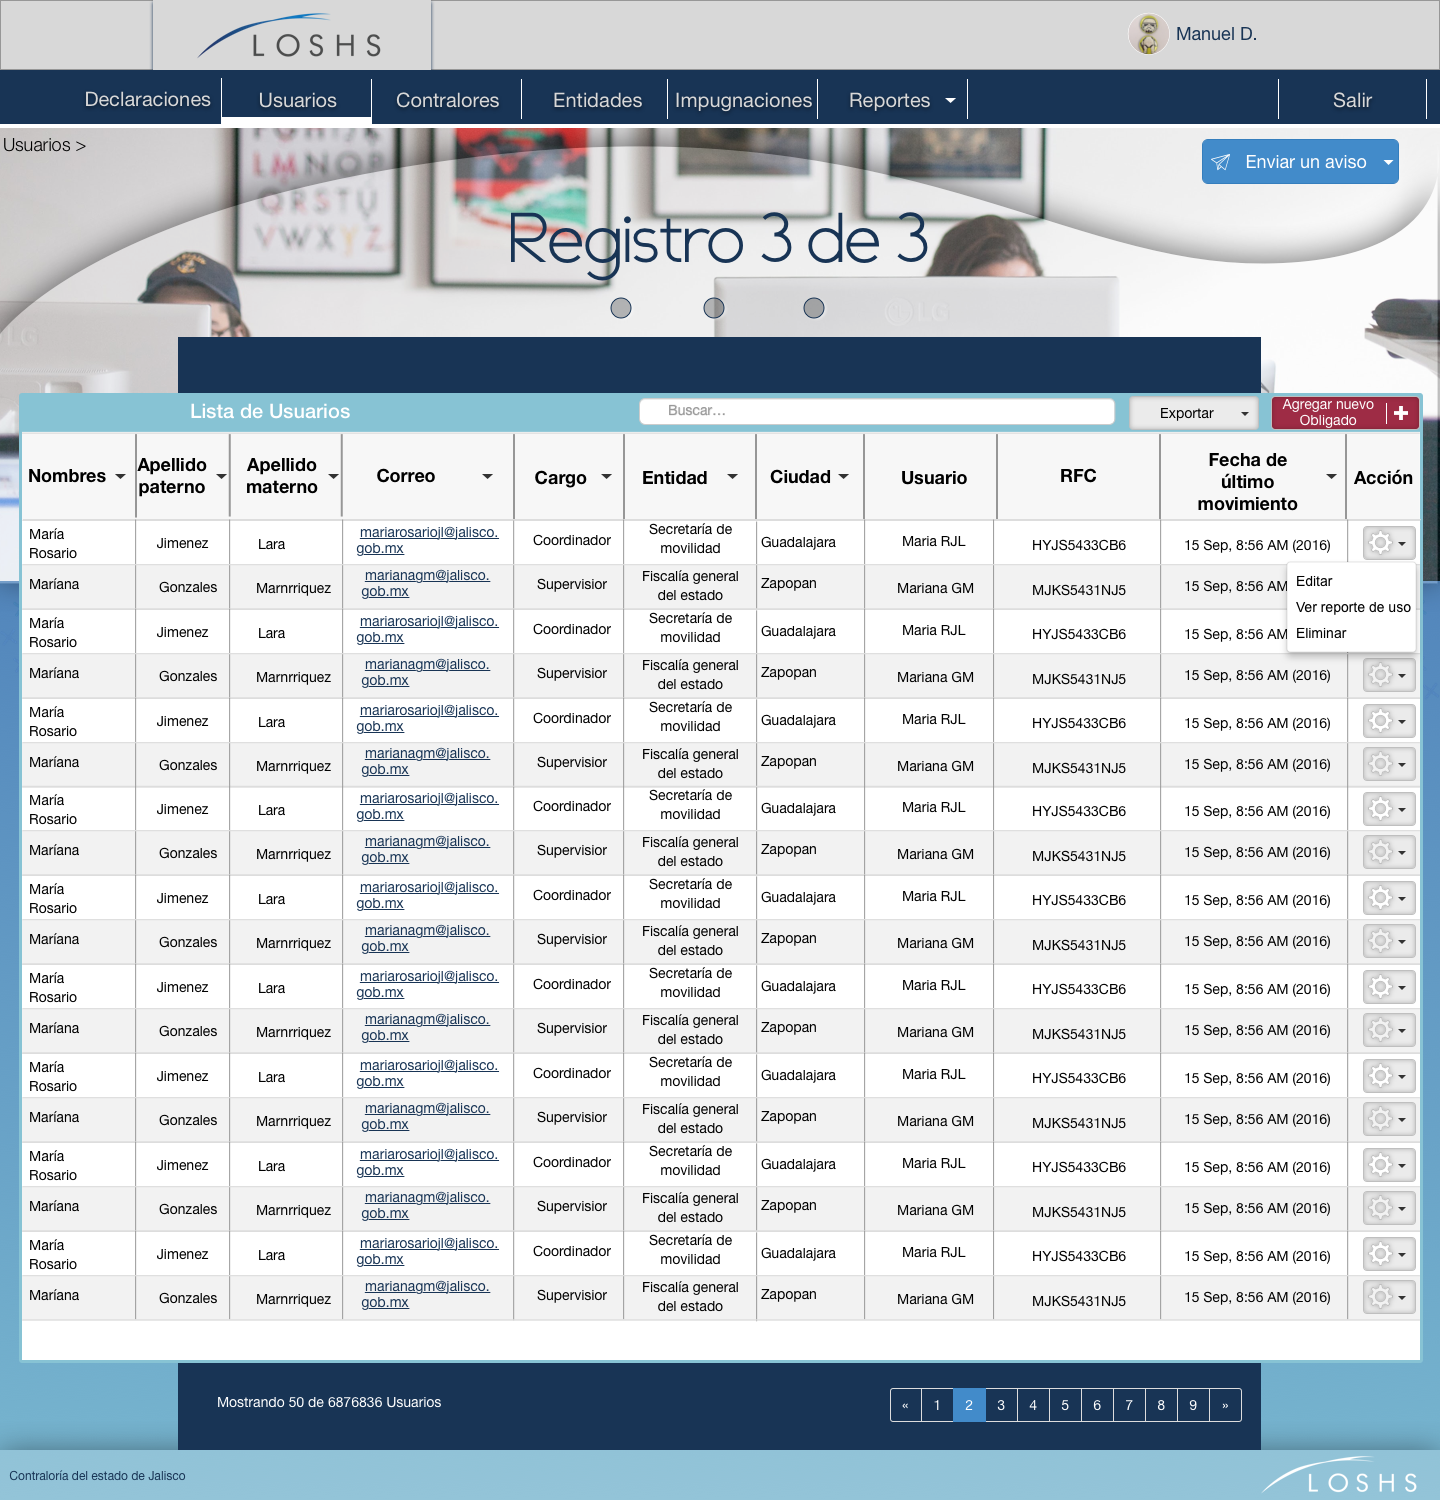 LOSHS
Manuel D.
Declaraciones
Usuarios
Contralores
Entidades
Impugnaciones
Reportes
Salir
Usuarios >
Enviar un aviso
Registro 3 de 3
Lista de Usuarios
Buscar...
Exportar
Agregar nuevo
Obligado
Nombres
Apellido
paterno
Apellido
materno
Correo
Cargo
Entidad
Ciudad
Usuario
RFC
Fecha de
último
movimiento
Acción
María
Rosario
Jimenez
Lara
mariarosariojl@jalisco.
gob.mx
Coordinador
Secretaría de
movilidad
Guadalajara
Maria RJL
HYJS5433CB6
15 Sep, 8:56 AM (2016)
Maríana
Gonzales
Marnrriquez
marianagm@jalisco.
gob.mx
Supervisior
Fiscalía general
del estado
Zapopan
Mariana GM
MJKS5431NJ5
15 Sep, 8:56 AM
Editar
Ver reporte de uso
Eliminar
María
Rosario
Jimenez
Lara
mariarosariojl@jalisco.
gob.mx
Coordinador
Secretaría de
movilidad
Guadalajara
Maria RJL
HYJS5433CB6
15 Sep, 8:56 AM
Maríana
Gonzales
Marnrriquez
marianagm@jalisco.
gob.mx
Supervisior
Fiscalía general
del estado
Zapopan
Mariana GM
MJKS5431NJ5
15 Sep, 8:56 AM (2016)
María
Rosario
Jimenez
Lara
mariarosariojl@jalisco.
gob.mx
Coordinador
Secretaría de
movilidad
Guadalajara
Maria RJL
HYJS5433CB6
15 Sep, 8:56 AM (2016)
Maríana
Gonzales
Marnrriquez
marianagm@jalisco.
gob.mx
Supervisior
Fiscalía general
del estado
Zapopan
Mariana GM
MJKS5431NJ5
15 Sep, 8:56 AM (2016)
María
Rosario
Jimenez
Lara
mariarosariojl@jalisco.
gob.mx
Coordinador
Secretaría de
movilidad
Guadalajara
Maria RJL
HYJS5433CB6
15 Sep, 8:56 AM (2016)
Maríana
Gonzales
Marnrriquez
marianagm@jalisco.
gob.mx
Supervisior
Fiscalía general
del estado
Zapopan
Mariana GM
MJKS5431NJ5
15 Sep, 8:56 AM (2016)
María
Rosario
Jimenez
Lara
mariarosariojl@jalisco.
gob.mx
Coordinador
Secretaría de
movilidad
Guadalajara
Maria RJL
HYJS5433CB6
15 Sep, 8:56 AM (2016)
Maríana
Gonzales
Marnrriquez
marianagm@jalisco.
gob.mx
Supervisior
Fiscalía general
del estado
Zapopan
Mariana GM
MJKS5431NJ5
15 Sep, 8:56 AM (2016)
María
Rosario
Jimenez
Lara
mariarosariojl@jalisco.
gob.mx
Coordinador
Secretaría de
movilidad
Guadalajara
Maria RJL
HYJS5433CB6
15 Sep, 8:56 AM (2016)
Maríana
Gonzales
Marnrriquez
marianagm@jalisco.
gob.mx
Supervisior
Fiscalía general
del estado
Zapopan
Mariana GM
MJKS5431NJ5
15 Sep, 8:56 AM (2016)
María
Rosario
Jimenez
Lara
mariarosariojl@jalisco.
gob.mx
Coordinador
Secretaría de
movilidad
Guadalajara
Maria RJL
HYJS5433CB6
15 Sep, 8:56 AM (2016)
Maríana
Gonzales
Marnrriquez
marianagm@jalisco.
gob.mx
Supervisior
Fiscalía general
del estado
Zapopan
Mariana GM
MJKS5431NJ5
15 Sep, 8:56 AM (2016)
María
Rosario
Jimenez
Lara
mariarosariojl@jalisco.
gob.mx
Coordinador
Secretaría de
movilidad
Guadalajara
Maria RJL
HYJS5433CB6
15 Sep, 8:56 AM (2016)
Maríana
Gonzales
Marnrriquez
marianagm@jalisco.
gob.mx
Supervisior
Fiscalía general
del estado
Zapopan
Mariana GM
MJKS5431NJ5
15 Sep, 8:56 AM (2016)
María
Rosario
Jimenez
Lara
mariarosariojl@jalisco.
gob.mx
Coordinador
Secretaría de
movilidad
Guadalajara
Maria RJL
HYJS5433CB6
15 Sep, 8:56 AM (2016)
Maríana
Gonzales
Marnrriquez
marianagm@jalisco.
gob.mx
Supervisior
Fiscalía general
del estado
Zapopan
Mariana GM
MJKS5431NJ5
15 Sep, 8:56 AM (2016)
Mostrando 50 de 6876836 Usuarios
« 1 2 3 4 5 6 7 8 9 »
Contraloría del estado de Jalisco
LOSHS